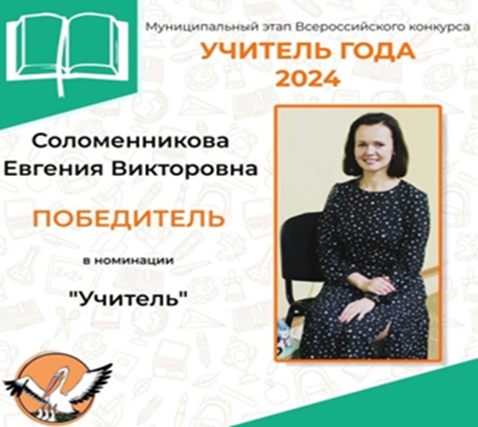 Муниципальный этап Всероссийского конкурса
УЧИТЕЛЬ ГОДА
2024
Соломенникова
Евгения Викторовна
ПОБЕДИТЕЛЬ
в номинации
"Учитель"